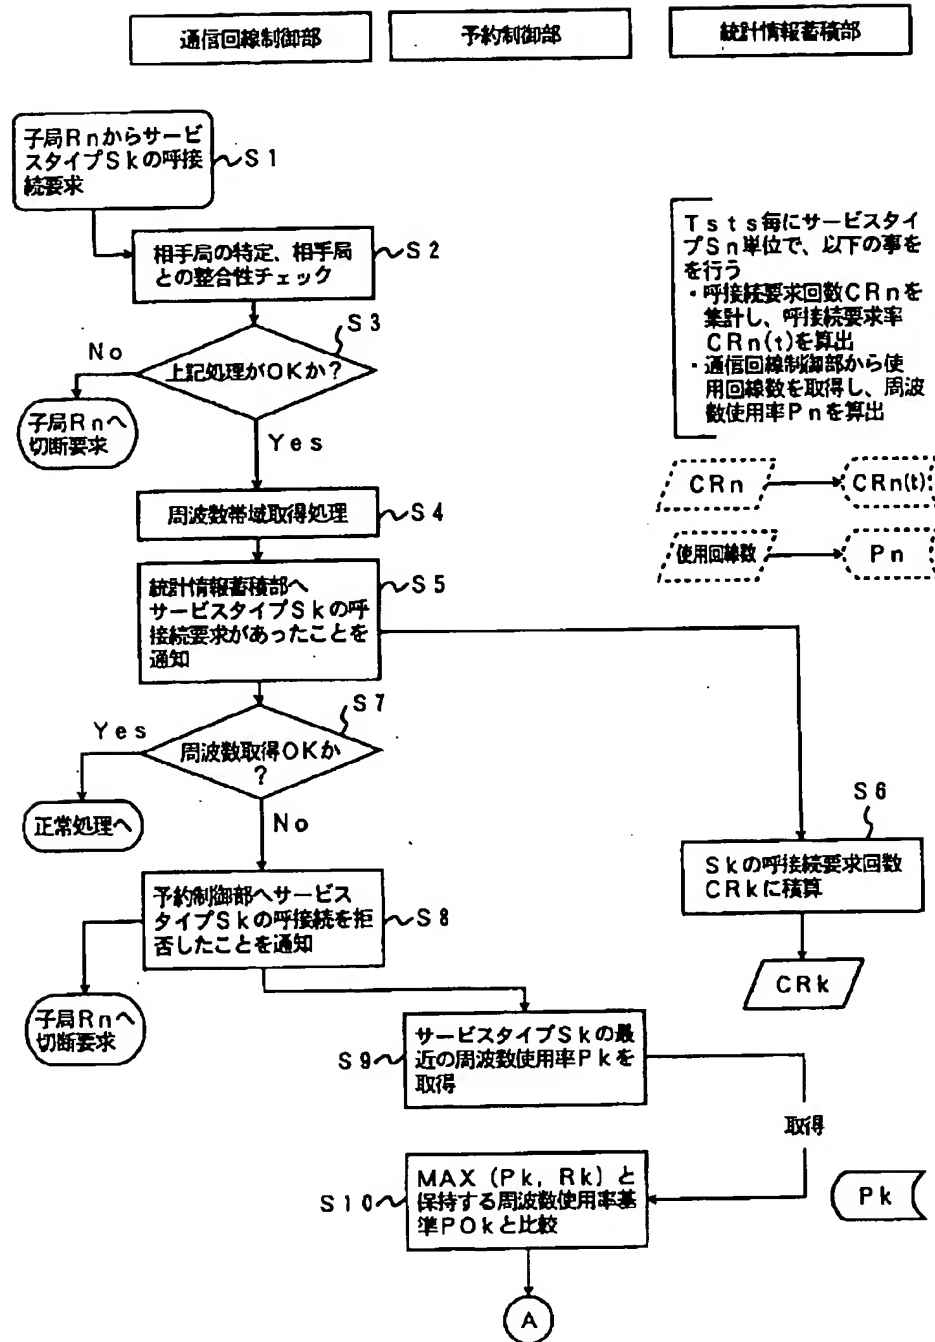 通信回線制御部
予約制御部
統計情報蓄積部
子局Rnからサービ
スタイプSkの呼接
続要求
S1
相手局の特定、相手局
との整合性チェック
S2
S3
上記処理がOKか?
No
子局Rnへ
切断要求
Yes
周波数帯域取得処理
S4
統計情報蓄積部へ
サービスタイプSkの呼
接続要求があったことを
通知
S5
S7
周波数取得OKか
?
Yes
正常処理へ
No
予約制御部へサービス
タイプSkの呼接続を拒
否したことを通知
S8
子局Rnへ
切断要求
Tsts毎にサービスタイ
プSn単位で、以下の事を
を行う
・呼接続要求回数CRnを
集計し、呼接続要求率
CRn(t)を算出
・通信回線制御部から使
用回線数を取得し、周波
数使用率Pnを算出
CRn
CRn(t)
使用回線数
Pn
S6
Skの呼接続要求回数
CRkに積算
CRk
S9
サービスタイプSkの最
近の周波数使用率Pkを
取得
取得
Pk
S10
MAX(Pk,Rk)と
保持する周波数使用率基
準POkと比較
A